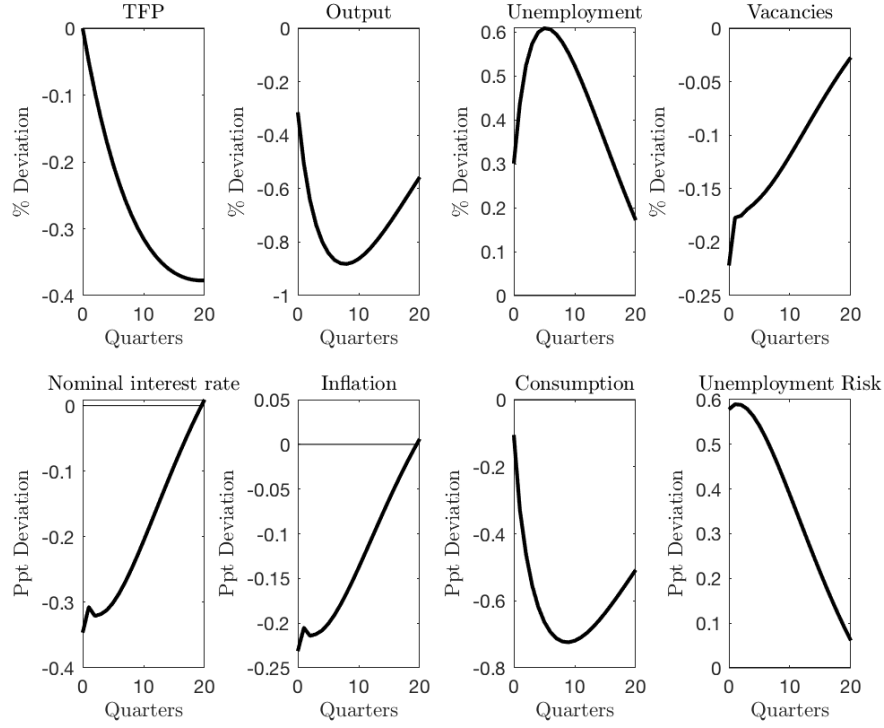 TFP
% Deviation
0
-0.1
-0.2
-0.3
-0.4
0 10 20
Quarters
Output
% Deviation
0
-0.2
-0.4
-0.6
-0.8
-1
0 10 20
Quarters
Unemployment
% Deviation
0.6
0.5
0.4
0.3
0.2
0.1
0
0 10 20
Quarters
Vacancies
% Deviation
0
-0.05
-0.1
-0.15
-0.2
-0.25
0 10 20
Quarters
Nominal interest rate
Ppt Deviation
0
-0.1
-0.2
-0.3
-0.4
0 10 20
Quarters
Inflation
Ppt Deviation
0.05
0
-0.05
-0.1
-0.15
-0.2
-0.25
0 10 20
Quarters
Consumption
Ppt Deviation
0
-0.2
-0.4
-0.6
-0.8
0 10 20
Quarters
Unemployment Risk
Ppt Deviation
0.6
0.5
0.4
0.3
0.2
0.1
0
0 10 20
Quarters